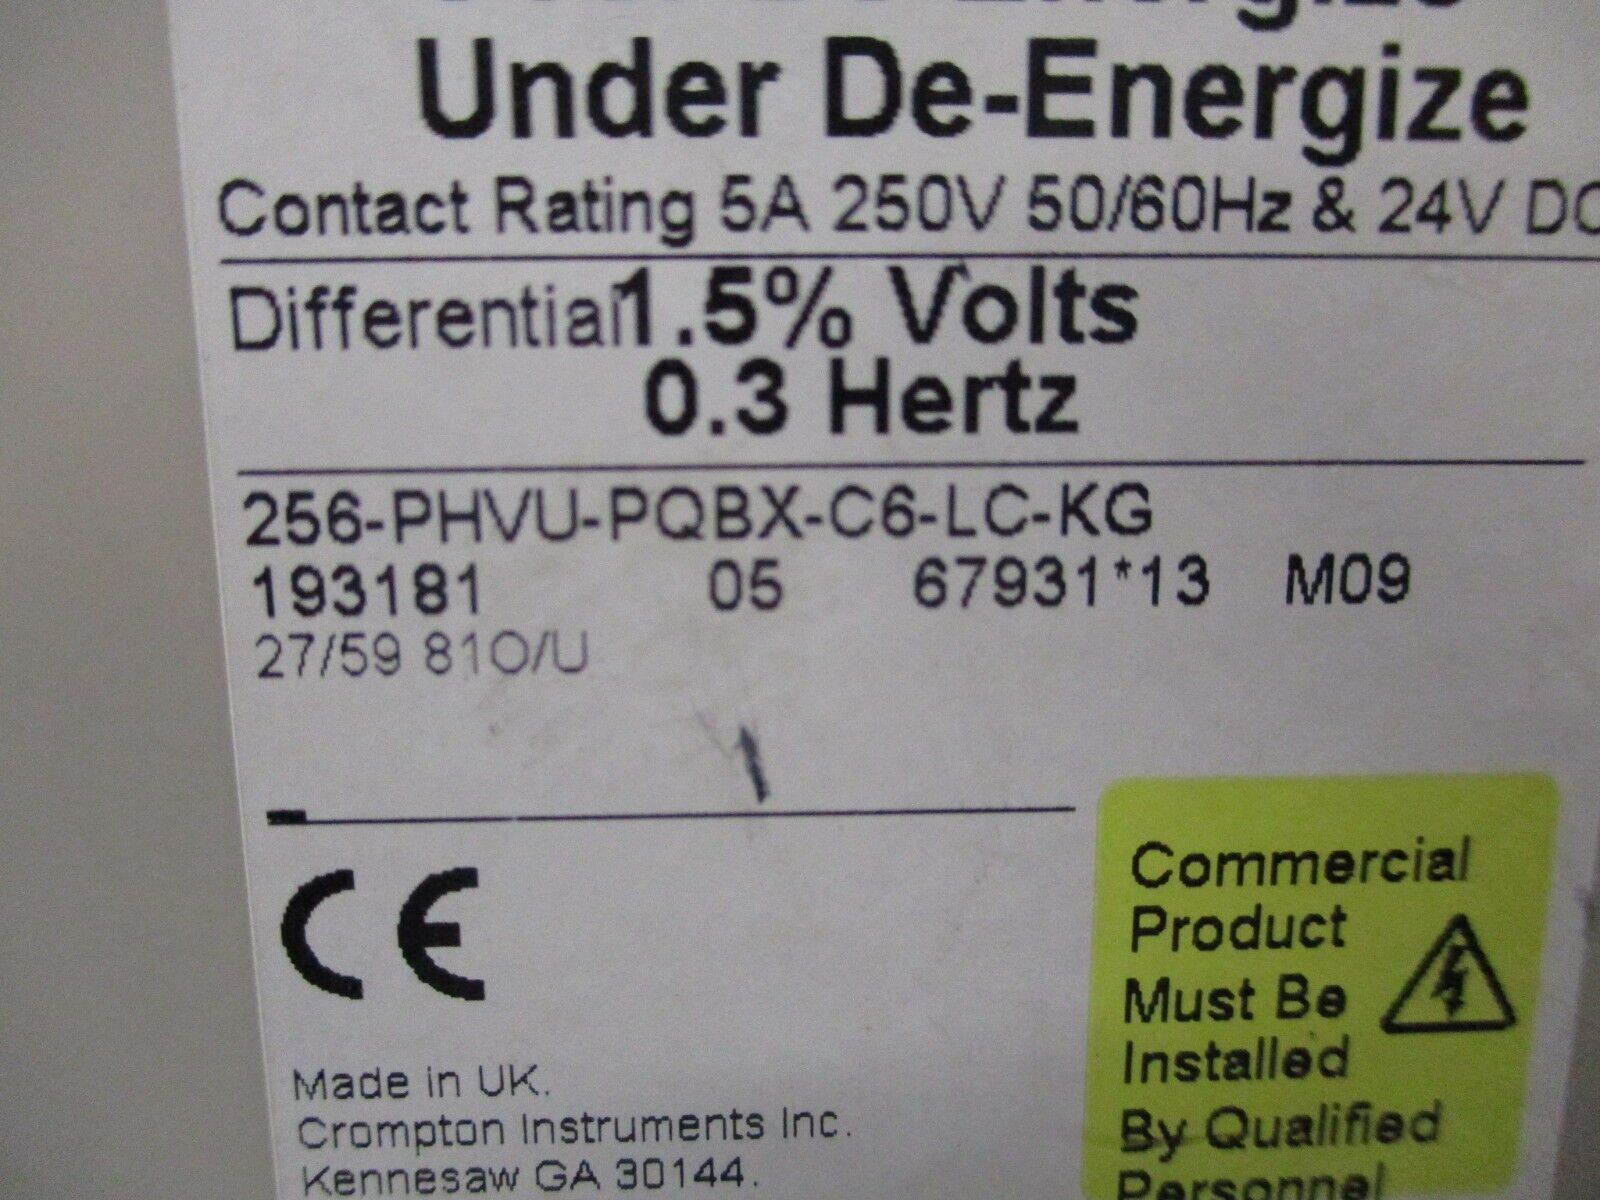 Under De-Energize
Contact Rating 5A 250V 50/60Hz & 24V DC
Differential 1.5% Volts
0.3 Hertz
256-PHVU-PQBX-C6-LC-KG
193181 05 67931*13 M09
27/59 81O/U
CE
Commercial
Product
Must Be
Installed
By Qualified
Personnel
Made in UK.
Crompton Instruments Inc.
Kennesaw GA 30144.